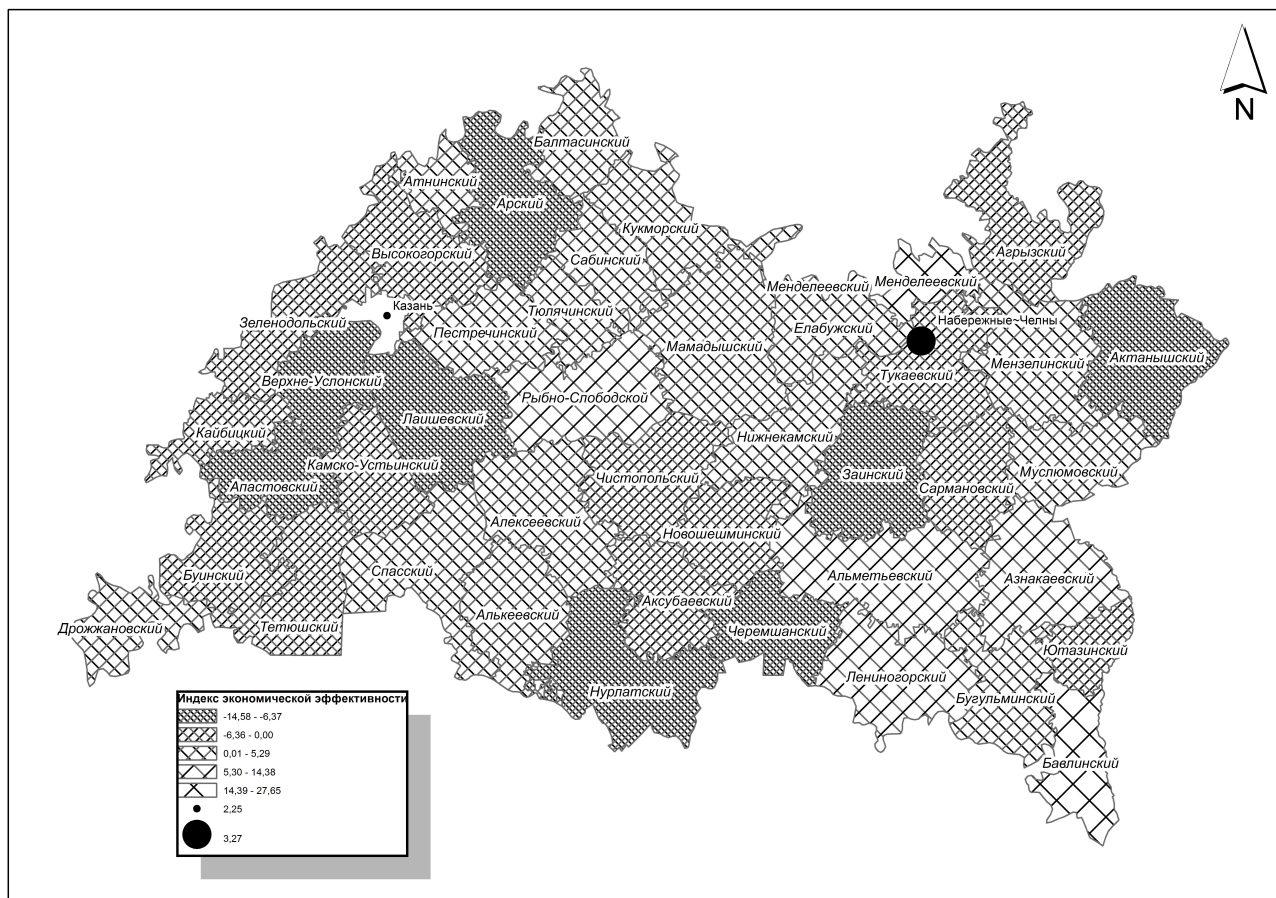 N
Балтасинский
Атнинский
Арский
Кукморский
Высокогорский
Сабинский
Агрызский
Менделеевский
Менделеевский
Казань
Тюлячинский
Набережные-Челны
Зеленодольский
Пестречинский
Елабужский
Мамадышский
Актанышский
Мензелинский
Тукаевский
Верхне-Услонский
Рыбно-Слободской
Лаишевский
Кайбицкий
Нижнекамский
Камско-Устьинский
Муслюмовский
Чистопольский
Заинский
Апастовский
Сармановский
Алексеевский
Новошешминский
Спасский
Буинский
Альметьевский
Азнакаевский
Аксубаевский
Алькеевский
Дрожжановский
Тетюшский
Черемшанский
Ютазинский
Лениногорский
Нурлатский
Бугульминский
Бавлинский
Индекс экономической эффективности
-14,58 - -6,37
-6,36 - 0,00
0,01 - 5,29
5,30 - 14,38
14,39 - 27,65
2,25
3,27